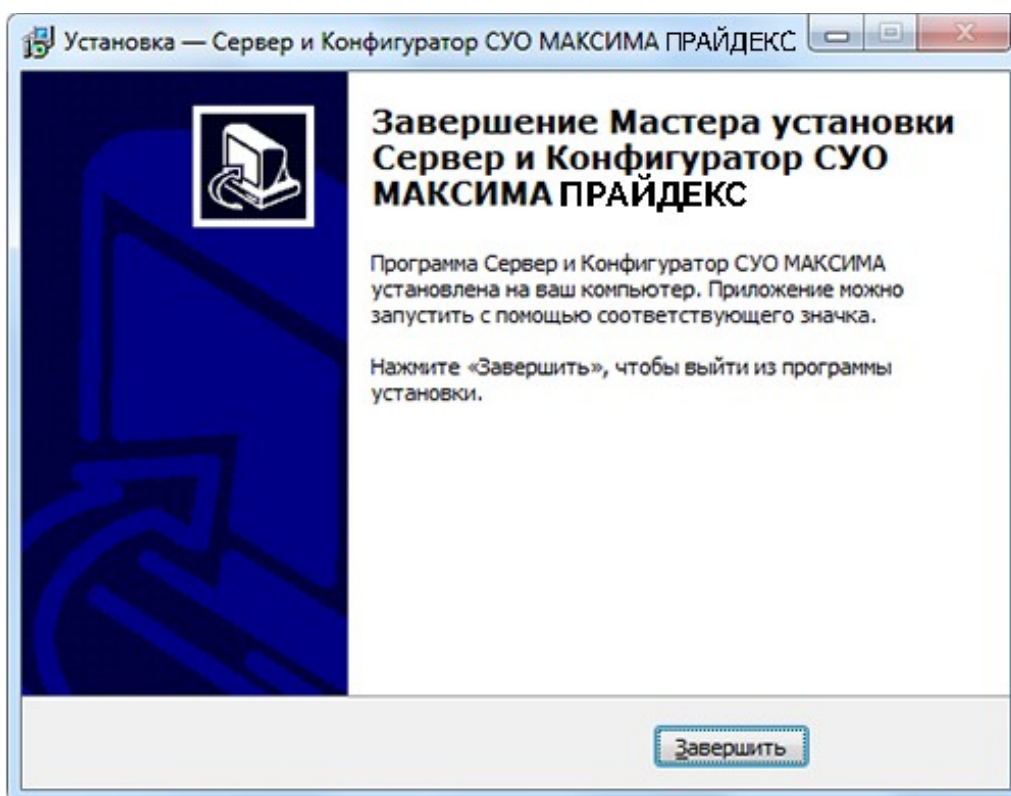 Установка — Сервер и Конфигуратор СУО МАКСИМА ПРАЙДЕКС
Завершение Мастера установки
Сервер и Конфигуратор СУО
МАКСИМА ПРАЙДЕКС
Программа Сервер и Конфигуратор СУО МАКСИМА
установлена на ваш компьютер. Приложение можно
запустить с помощью соответствующего значка.
Нажмите «Завершить», чтобы выйти из программы
установки.
Завершить